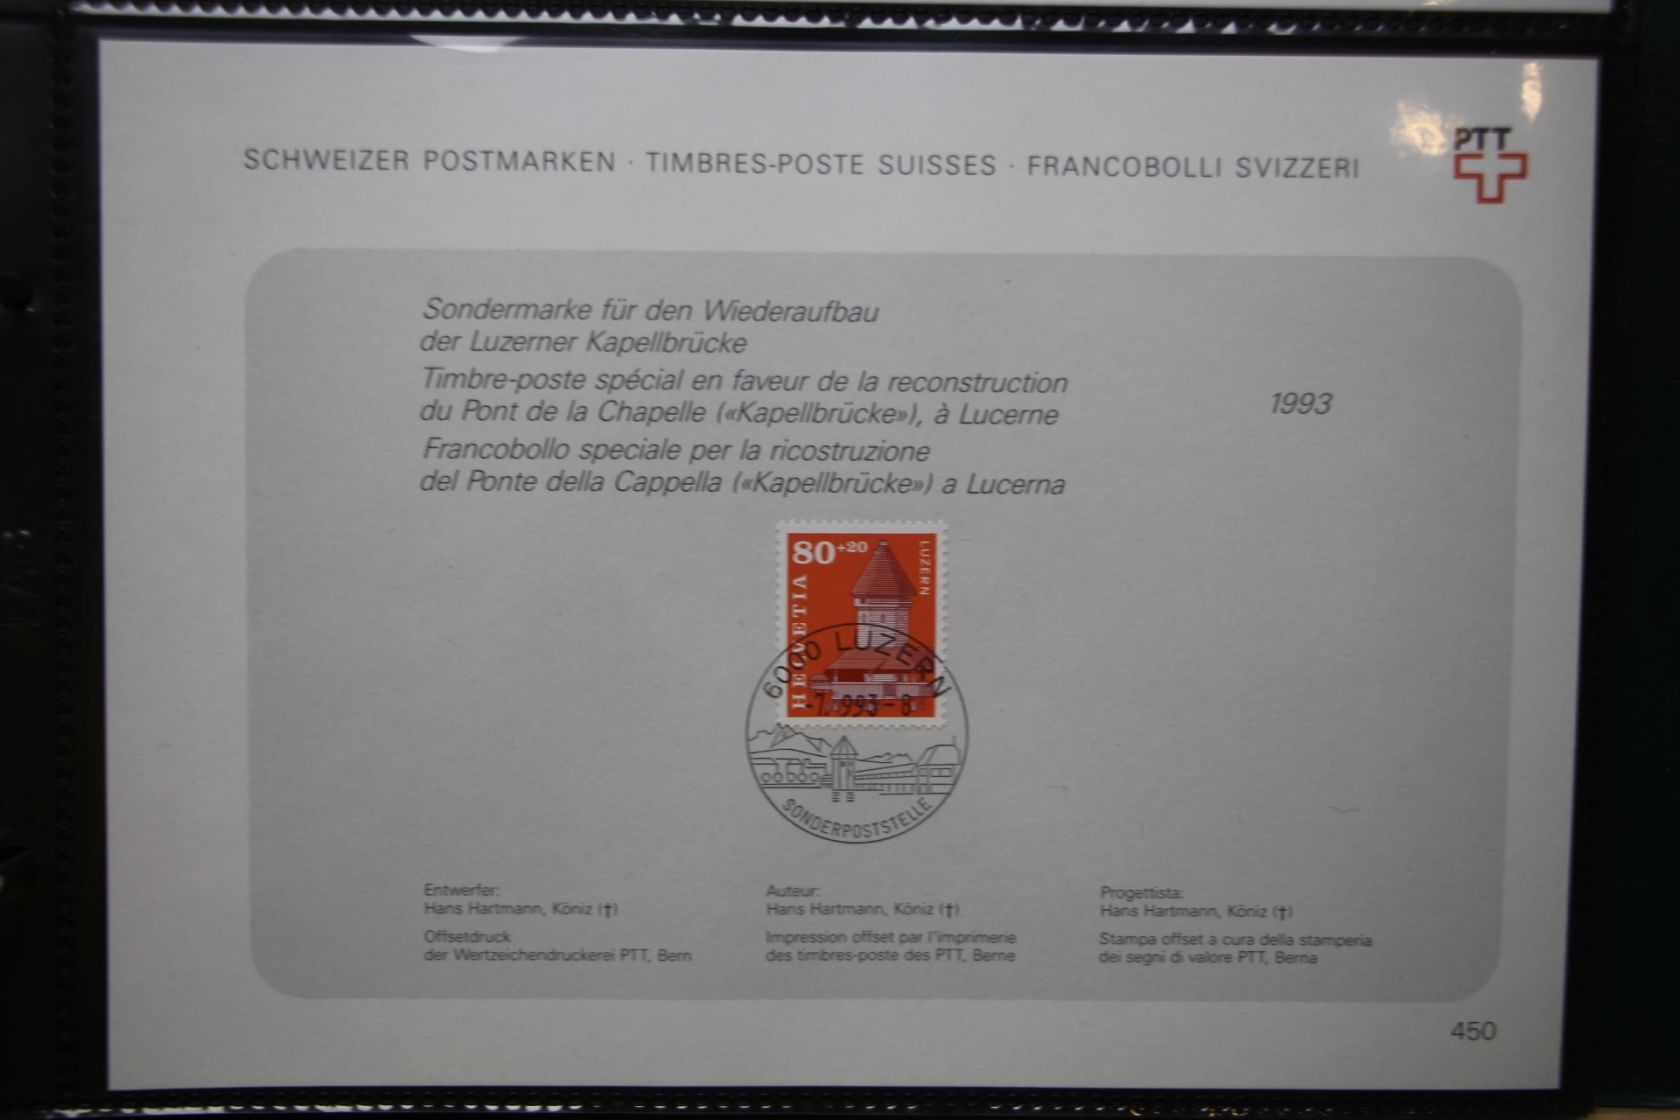 PTT
SCHWEIZER POSTMARKEN · TIMBRES-POSTE SUISSES · FRANCOBOLLI SVIZZERI
Sondermarke für den Wiederaufbau
der Luzerner Kapellbrücke
Timbre-poste spécial en faveur de la reconstruction
du Pont de la Chapelle («Kapellbrücke»), à Lucerne
Francobollo speciale per la ricostruzione
del Ponte della Cappella («Kapellbrücke») a Lucerna
1993
80+20
LUZERN
HELVETIA
6000 LUZERN
SONDERPOSTSTELLE
Entwerfer:
Hans Hartmann, Köniz (†)
Offsetdruck
der Wertzeichendruckerei PTT, Bern
Auteur:
Hans Hartmann, Köniz (†)
Impression offset par l'imprimerie
des timbres-poste des PTT, Berne
Progettista:
Hans Hartmann, Köniz (†)
Stampa offset a cura della stamperia
dei segni di valore PTT, Berna
450